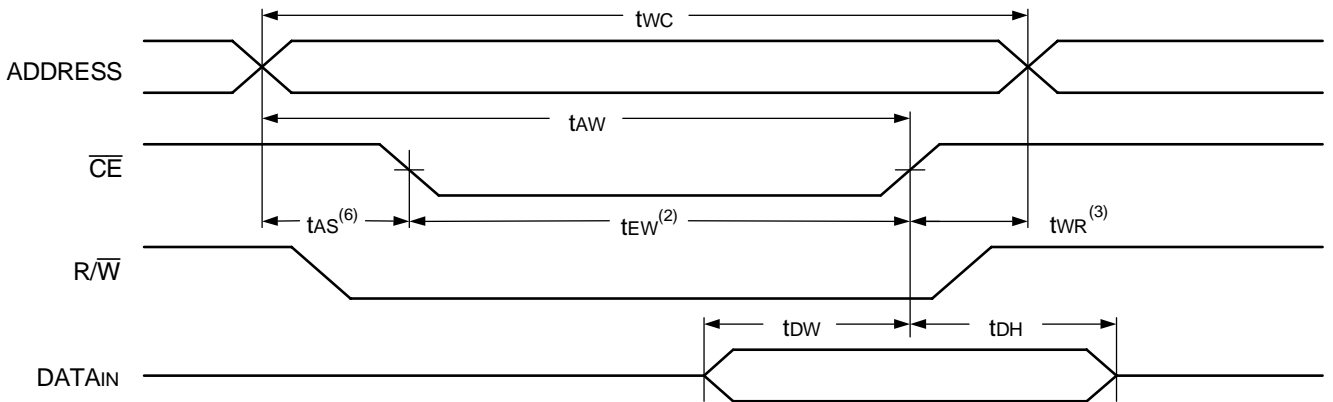 tWC
ADDRESS
tAW
CE
tAS(6)
tEW(2)
tWR(3)
R/W
tDW
tDH
DATAIN